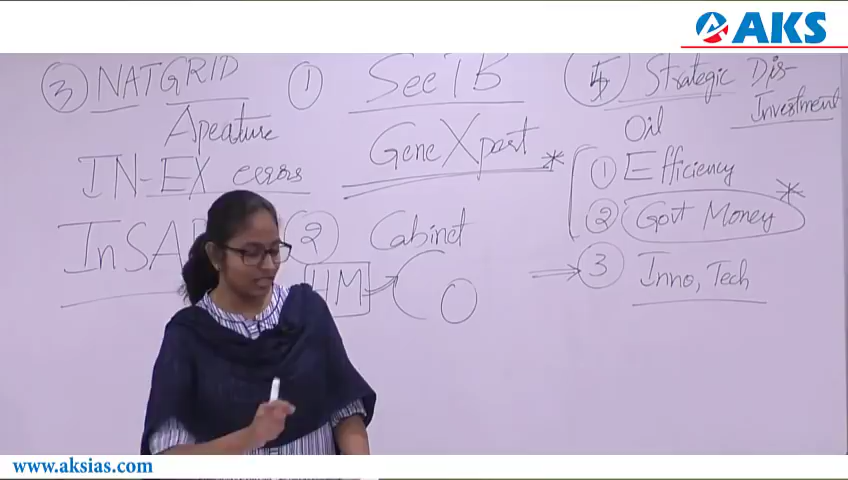 AKS
③ NATGRID
Apeature
IN-EX errors
InSAR
① See TB
GeneXpert *
② Cabinet
HM
④ Strategic Dis-
Investment
Oil
① Efficiency
② Govt Money *
③ Inno, Tech
www.aksias.com